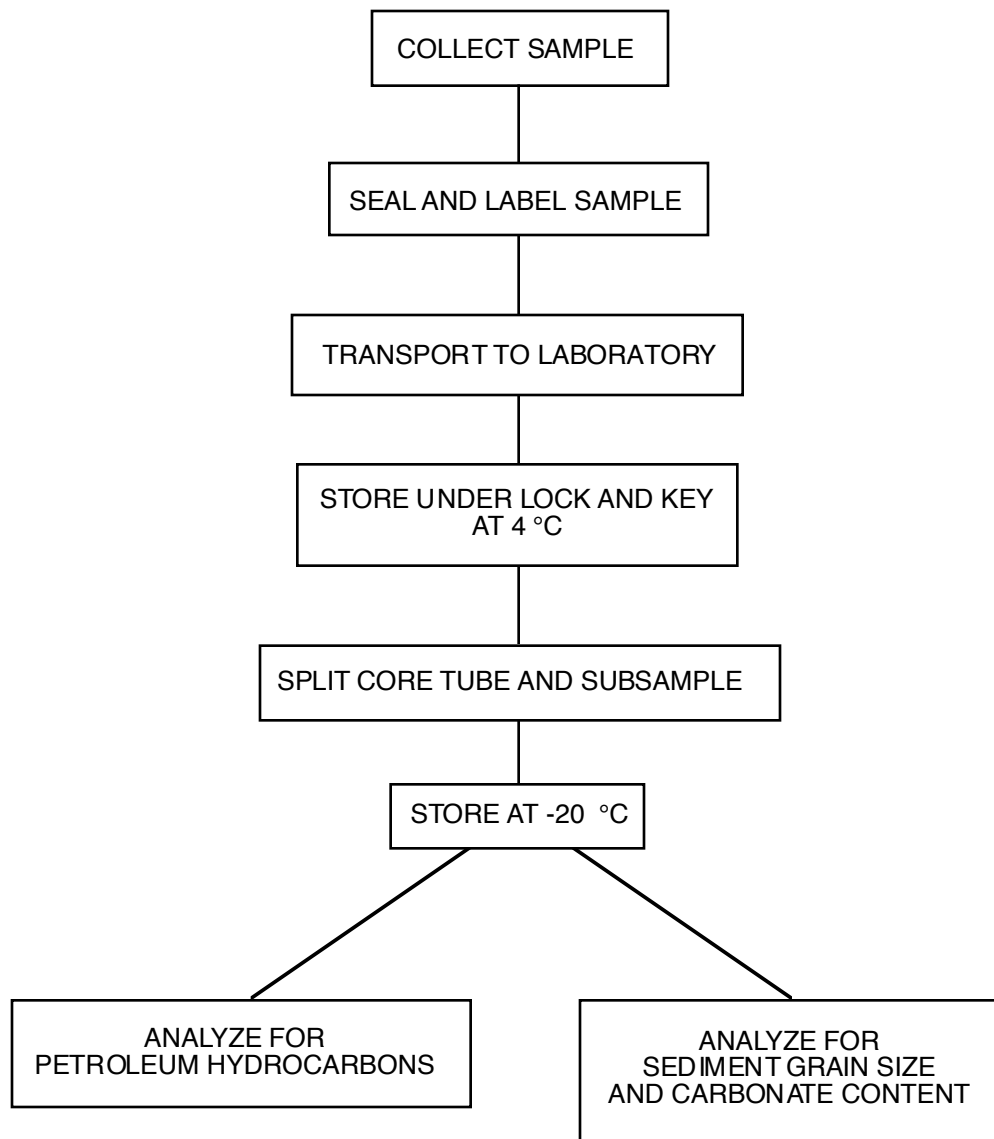 COLLECT SAMPLE
SEAL AND LABEL SAMPLE
TRANSPORT TO LABORATORY
STORE UNDER LOCK AND KEY
AT 4 °C
SPLIT CORE TUBE AND SUBSAMPLE
STORE AT -20 °C
ANALYZE FOR
PETROLEUM HYDROCARBONS
ANALYZE FOR
SEDIMENT GRAIN SIZE
AND CARBONATE CONTENT